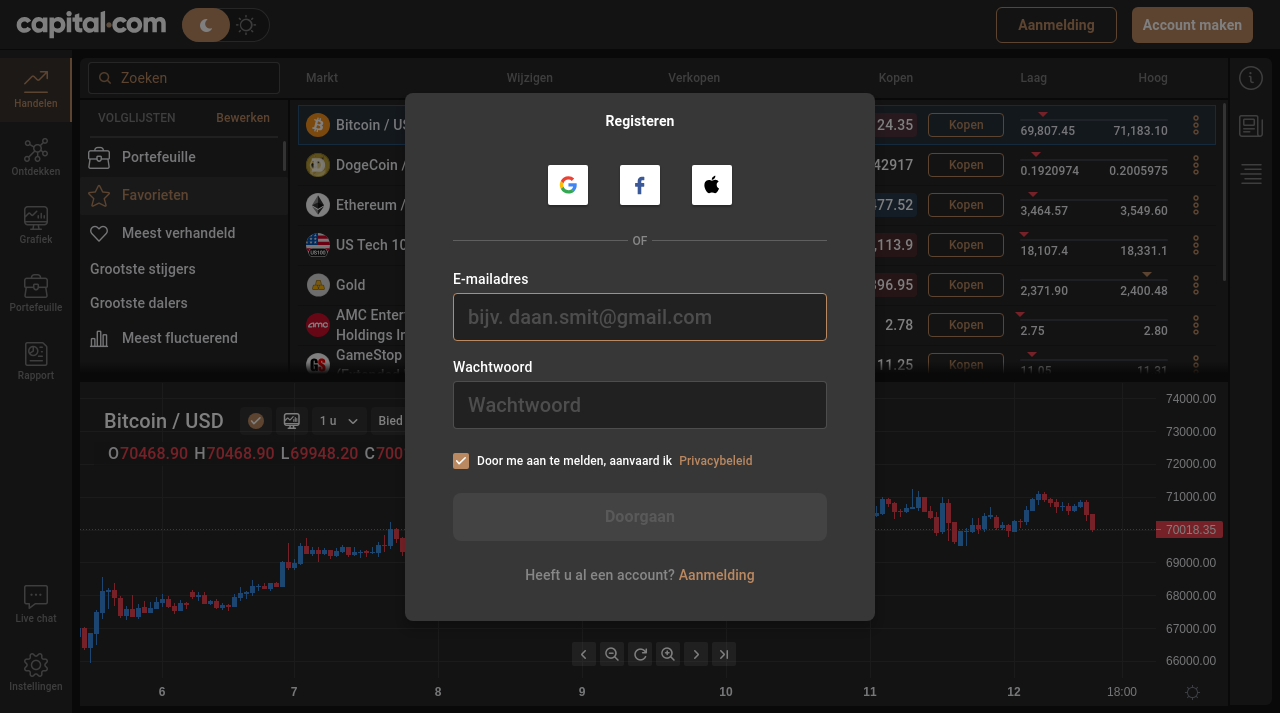 capital.com
Aanmelding
Account maken
Zoeken
Markt Wijzigen Verkopen Kopen Laag Hoog
Handelen
Ontdekken
Grafiek
Portefeuille
Rapport
Live chat
Instellingen
VOLGLIJSTEN Bewerken
Portefeuille
Favorieten
Meest verhandeld
Grootste stijgers
Grootste dalers
Meest fluctuerend
Bitcoin / US
24.35 Kopen 69,807.45 71,183.10
DogeCoin /
42917 Kopen 0.1920974 0.2005975
Ethereum /
77.52 Kopen 3,464.57 3,549.60
US100
US Tech 10
,113.9 Kopen 18,107.4 18,331.1
Gold
96.95 Kopen 2,371.90 2,400.48
amc
AMC Enter
Holdings In
2.78 Kopen 2.75 2.80
GameStop
11.25 Kopen 11.05 11.31
Registeren
OF
E-mailadres
bijv. daan.smit@gmail.com
Wachtwoord
Wachtwoord
Door me aan te melden, aanvaard ik Privacybeleid
Doorgaan
Heeft u al een account? Aanmelding
Bitcoin / USD
1 u
Bied
O70468.90 H70468.90 L69948.20 C700
74000.00
73000.00
72000.00
71000.00
70018.35
69000.00
68000.00
67000.00
66000.00
6 7 8 9 10 11 12 18:00